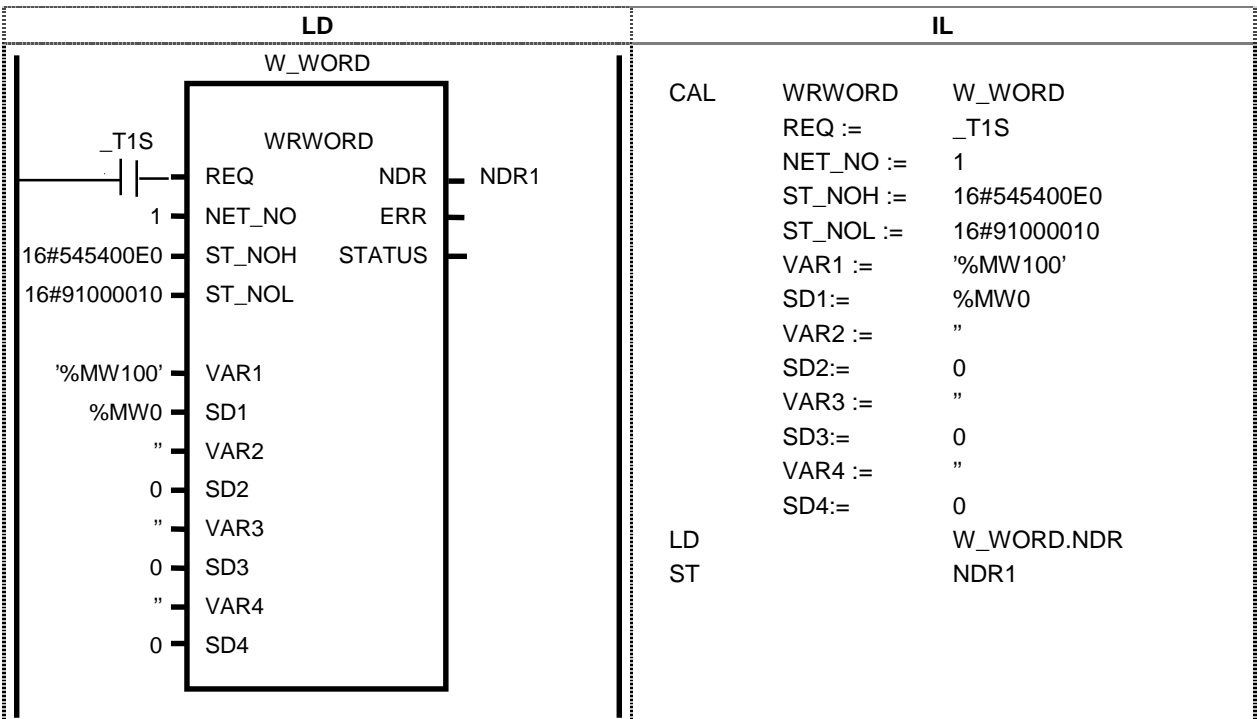 LD IL
W_WORD
WRWORD
_T1S
REQ NDR NDR1
1 NET_NO ERR
16#545400E0 ST_NOH STATUS
16#91000010 ST_NOL
'%MW100' VAR1
%MW0 SD1
” VAR2
0 SD2
” VAR3
0 SD3
” VAR4
0 SD4
CAL WRWORD W_WORD
REQ := _T1S
NET_NO := 1
ST_NOH := 16#545400E0
ST_NOL := 16#91000010
VAR1 := '%MW100'
SD1:= %MW0
VAR2 := ”
SD2:= 0
VAR3 := ”
SD3:= 0
VAR4 := ”
SD4:= 0
LD W_WORD.NDR
ST NDR1